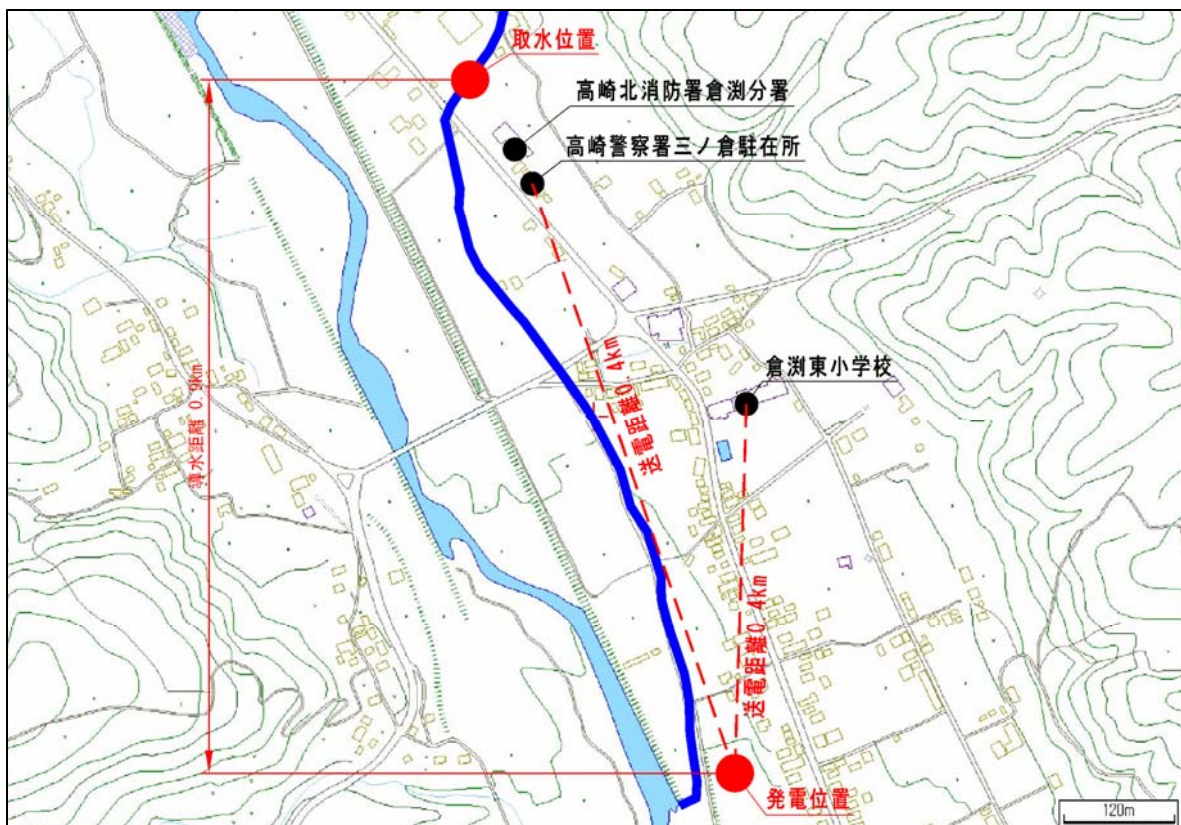 取水位置
高崎北消防署倉渕分署
高崎警察署三ノ倉駐在所
倉渕東小学校
導水距離 0.9km
送電距離0.4km
送電距離0.4km
発電位置
120m